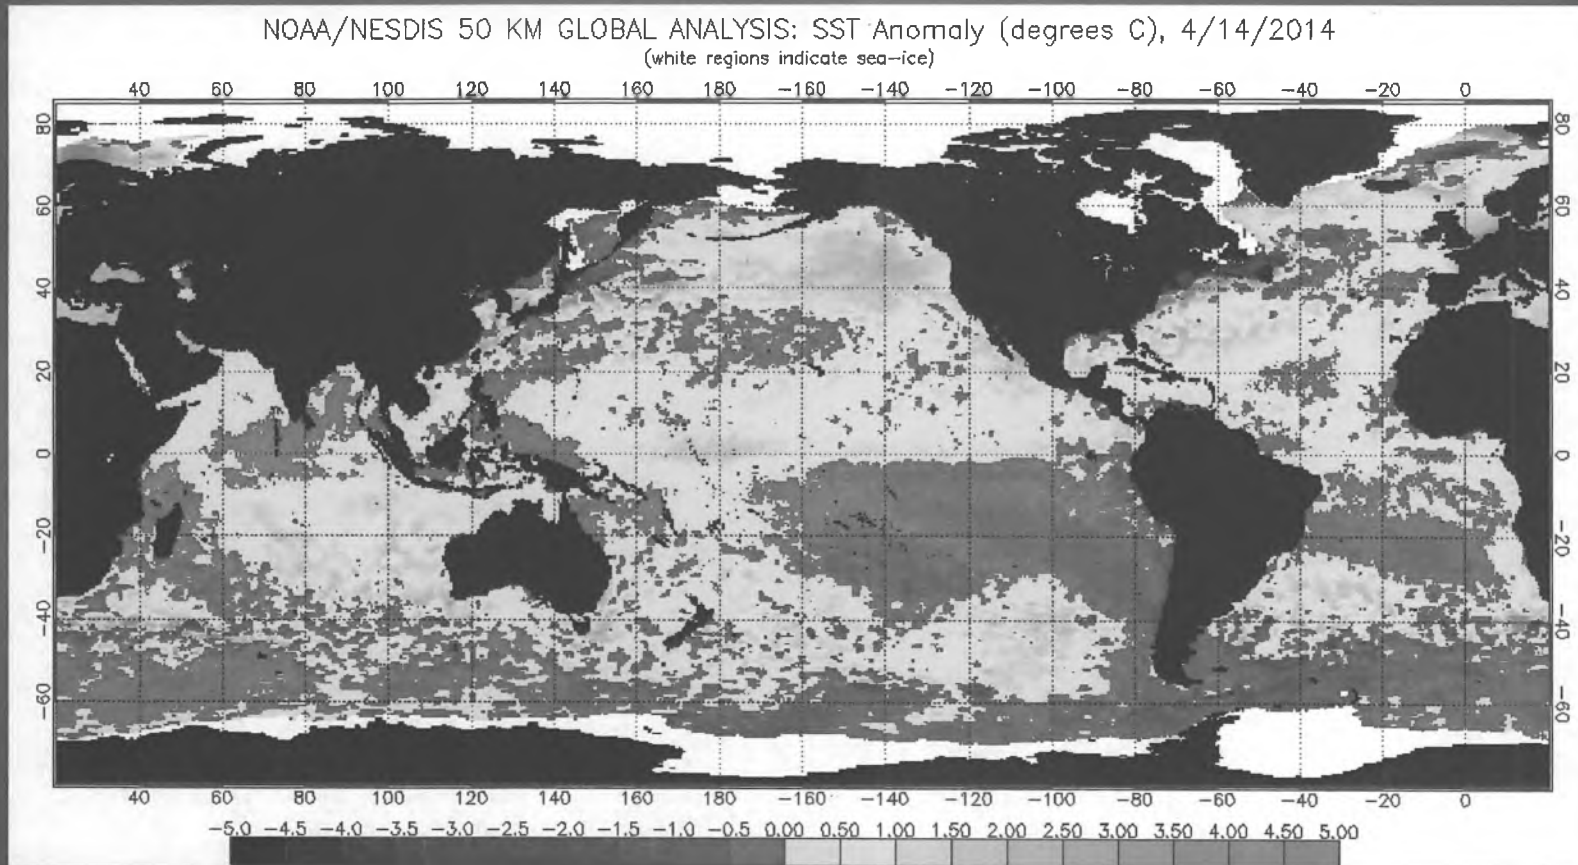 NOAA/NESDIS 50 KM GLOBAL ANALYSIS: SST Anomaly (degrees C), 4/14/2014
(white regions indicate sea-ice)
40 60 80 100 120 140 160 180 -160 -140 -120 -100 -80 -60 -40 -20 0
80 80
60 60
40 40
20 20
0 0
-20 -20
-40 -40
-60 -60
40 60 80 100 120 140 160 180 -160 -140 -120 -100 -80 -60 -40 -20 0
-5.0 -4.5 -4.0 -3.5 -3.0 -2.5 -2.0 -1.5 -1.0 -0.5 0.00 0.50 1.00 1.50 2.00 2.50 3.00 3.50 4.00 4.50 5.00